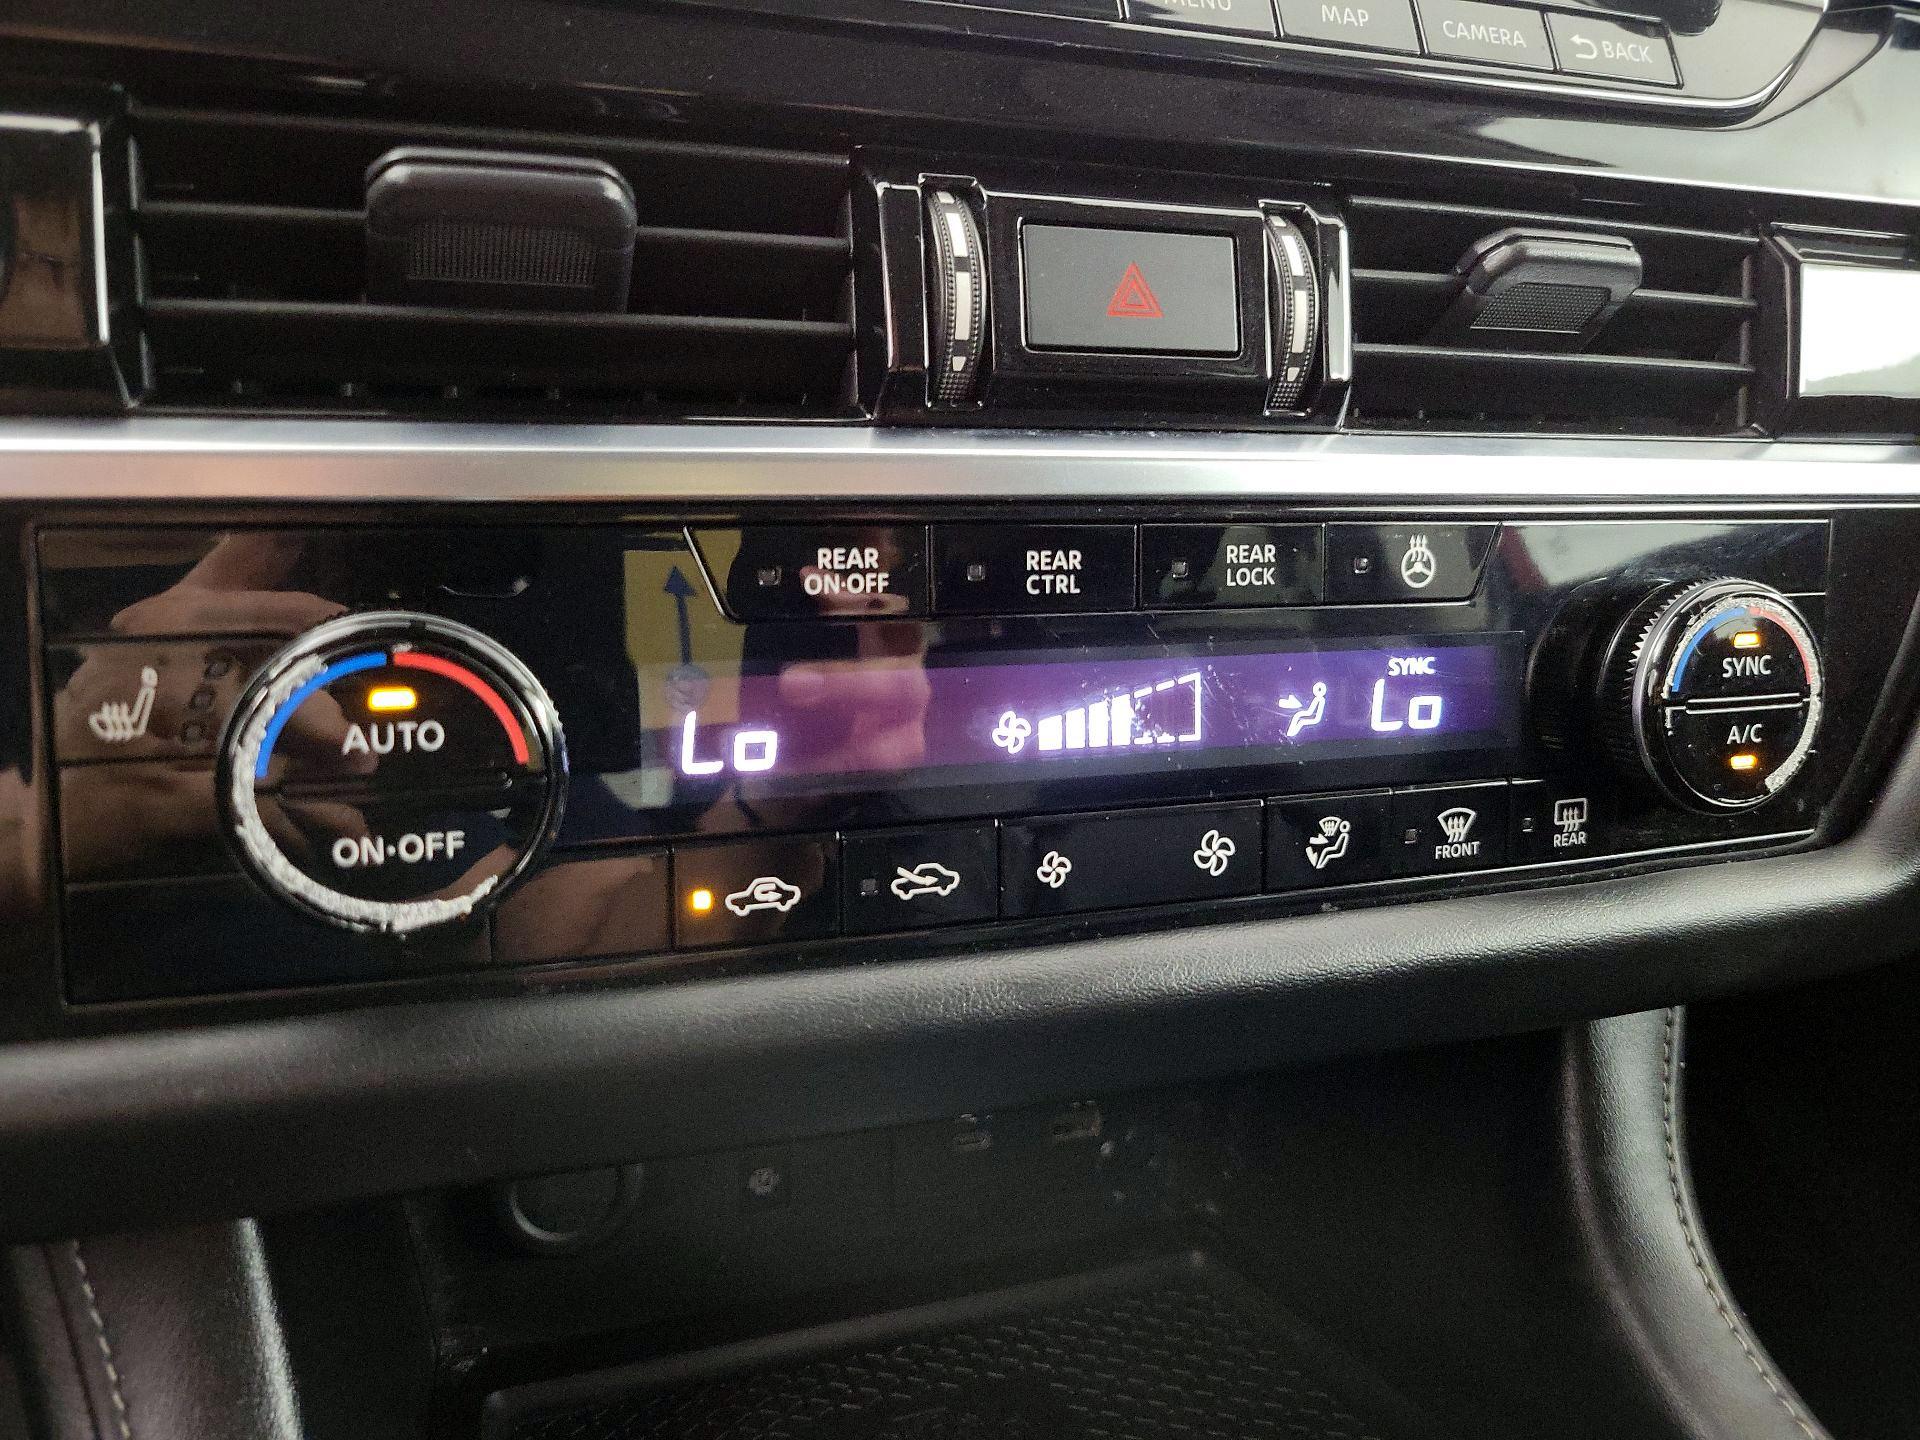 MENU
MAP
CAMERA
BACK
REAR
ON·OFF
REAR
CTRL
REAR
LOCK
AUTO
ON·OFF
Lo
SYNC
Lo
SYNC
A/C
FRONT
REAR